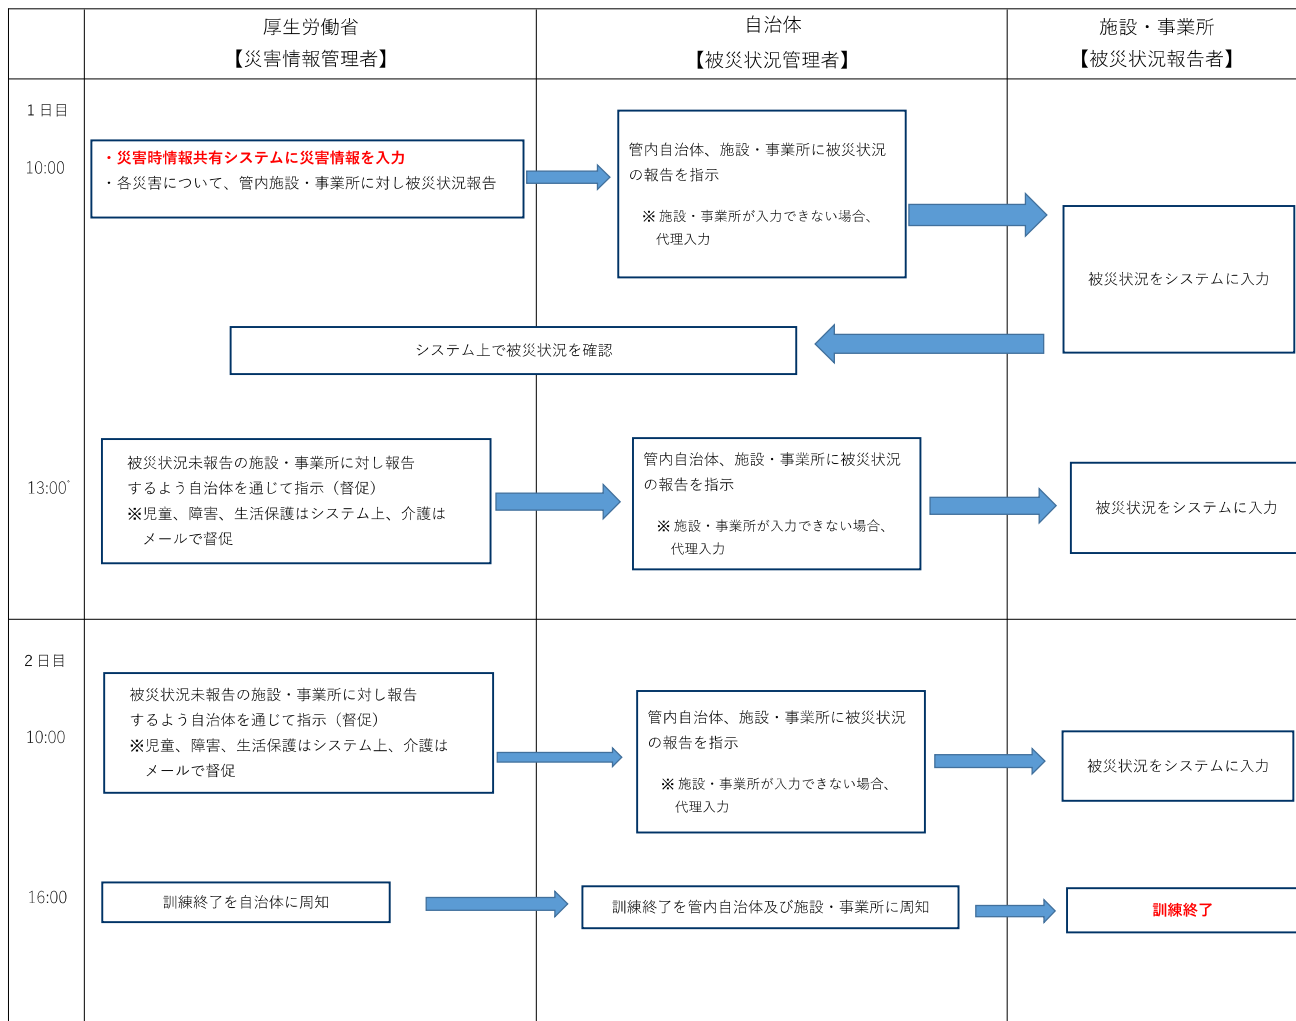 厚生労働省
【災害情報管理者】
自治体
【被災状況管理者】
施設・事業所
【被災状況報告者】
1日目
10:00
・災害時情報共有システムに災害情報を入力
・各災害について、管内施設・事業所に対し被災状況報告
管内自治体、施設・事業所に被災状況
の報告を指示
※ 施設・事業所が入力できない場合、
代理入力
被災状況をシステムに入力
システム上で被災状況を確認
13:00*
被災状況未報告の施設・事業所に対し報告
するよう自治体を通じて指示（督促）
※児童、障害、生活保護はシステム上、介護は
メールで督促
管内自治体、施設・事業所に被災状況
の報告を指示
※ 施設・事業所が入力できない場合、
代理入力
被災状況をシステムに入力
2日目
10:00
被災状況未報告の施設・事業所に対し報告
するよう自治体を通じて指示（督促）
※児童、障害、生活保護はシステム上、介護は
メールで督促
管内自治体、施設・事業所に被災状況
の報告を指示
※ 施設・事業所が入力できない場合、
代理入力
被災状況をシステムに入力
16:00
訓練終了を自治体に周知
訓練終了を管内自治体及び施設・事業所に周知
訓練終了